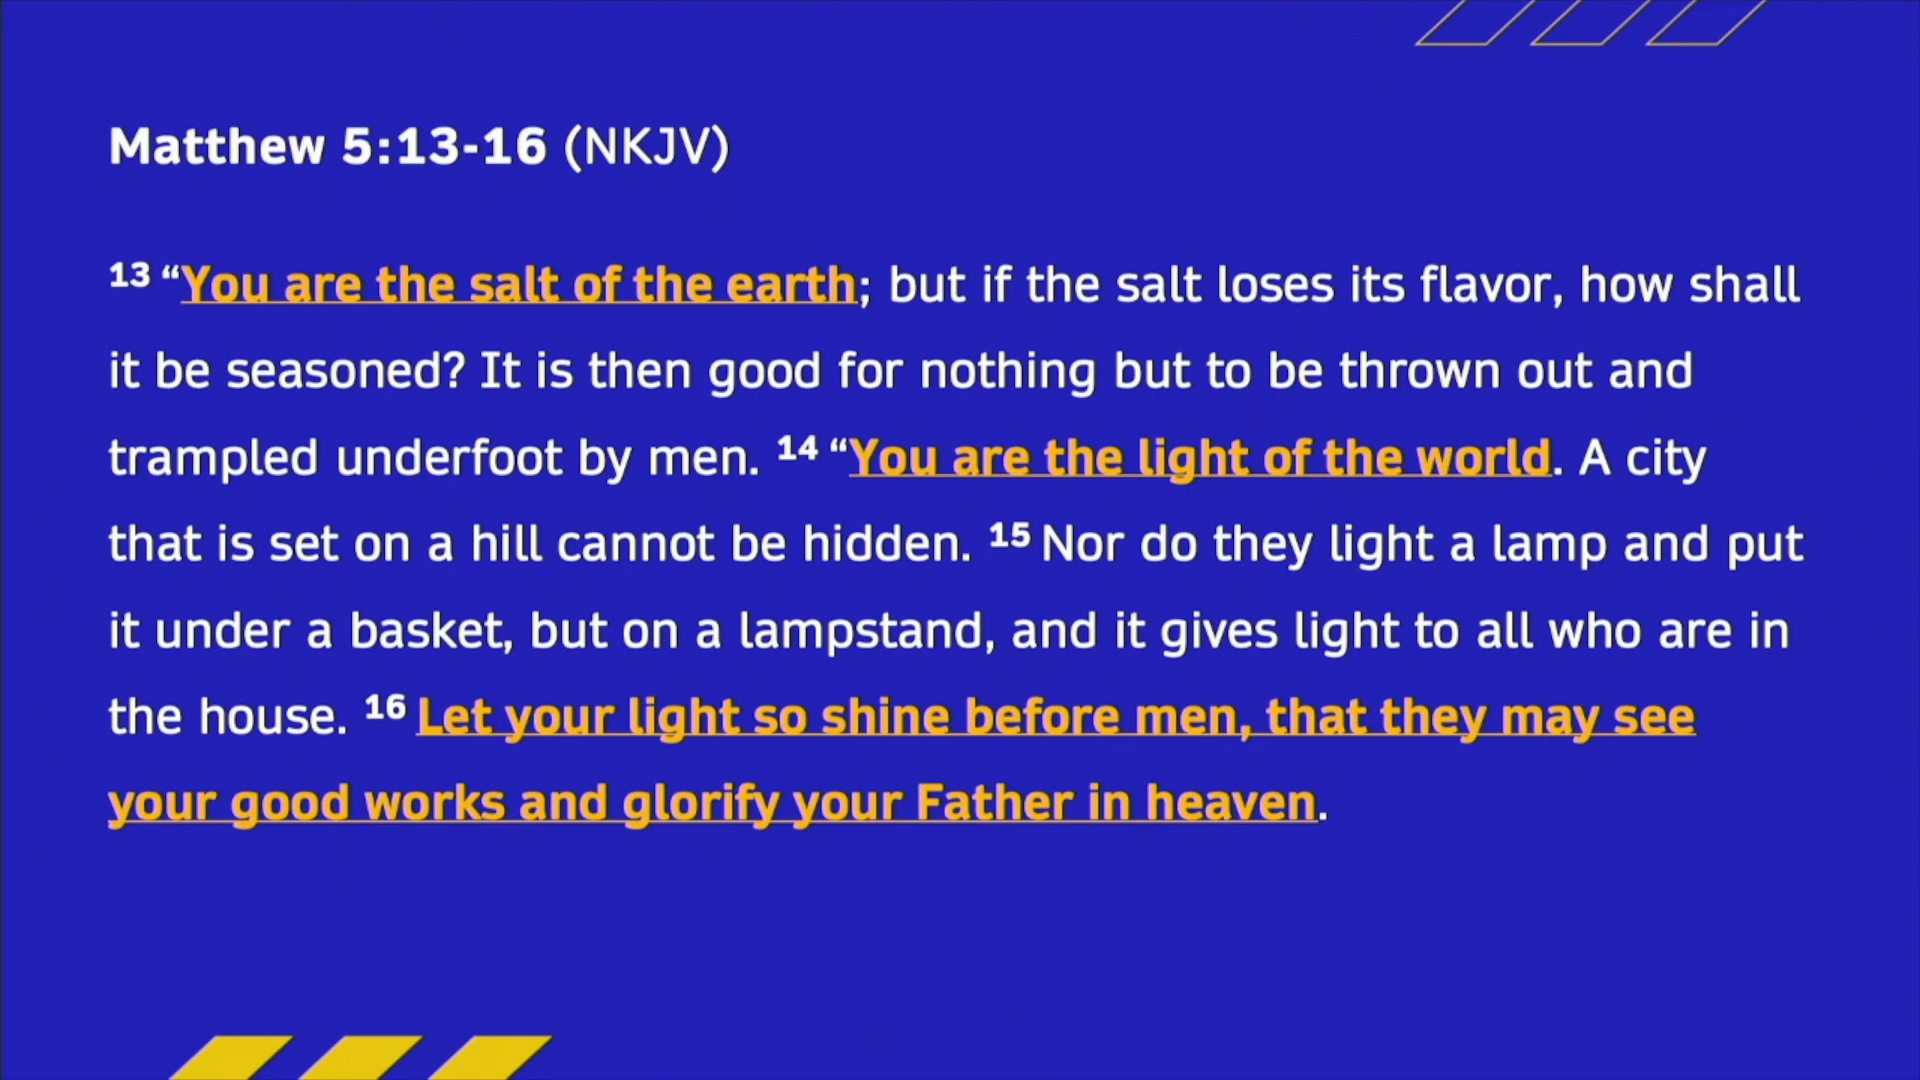 Matthew 5:13-16 (NKJV)
13 “You are the salt of the earth; but if the salt loses its flavor, how shall
it be seasoned? It is then good for nothing but to be thrown out and
trampled underfoot by men. 14 “You are the light of the world. A city
that is set on a hill cannot be hidden. 15 Nor do they light a lamp and put
it under a basket, but on a lampstand, and it gives light to all who are in
the house. 16 Let your light so shine before men, that they may see
your good works and glorify your Father in heaven.